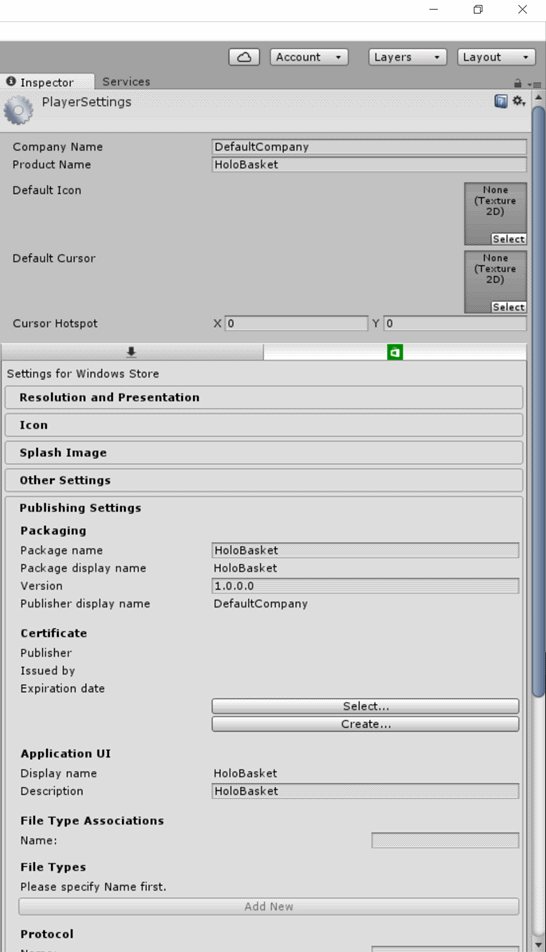 Account
Layers
Layout
Inspector
Services
PlayerSettings
Company Name DefaultCompany
Product Name HoloBasket
Default Icon
None
(Texture
2D)
Select
Default Cursor
None
(Texture
2D)
Select
Cursor Hotspot X 0 Y 0
Settings for Windows Store
Resolution and Presentation
Icon
Splash Image
Other Settings
Publishing Settings
Packaging
Package name HoloBasket
Package display name HoloBasket
Version 1.0.0.0
Publisher display name DefaultCompany
Certificate
Publisher
Issued by
Expiration date
Select...
Create...
Application UI
Display name HoloBasket
Description HoloBasket
File Type Associations
Name:
File Types
Please specify Name first.
Add New
Protocol